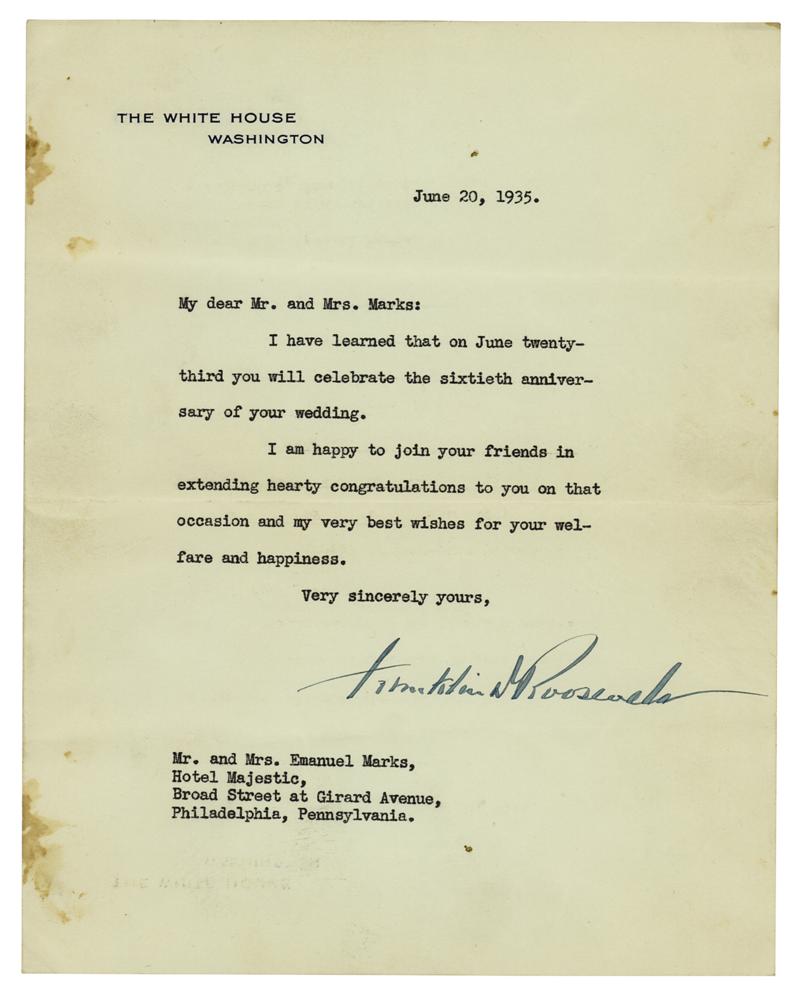 THE WHITE HOUSE
WASHINGTON
June 20, 1935.
My dear Mr. and Mrs. Marks:
I have learned that on June twenty-
third you will celebrate the sixtieth anniver-
sary of your wedding.
I am happy to join your friends in
extending hearty congratulations to you on that
occasion and my very best wishes for your wel-
fare and happiness.
Very sincerely yours,
Franklin D Roosevelt
Mr. and Mrs. Emanuel Marks,
Hotel Majestic,
Broad Street at Girard Avenue,
Philadelphia, Pennsylvania.